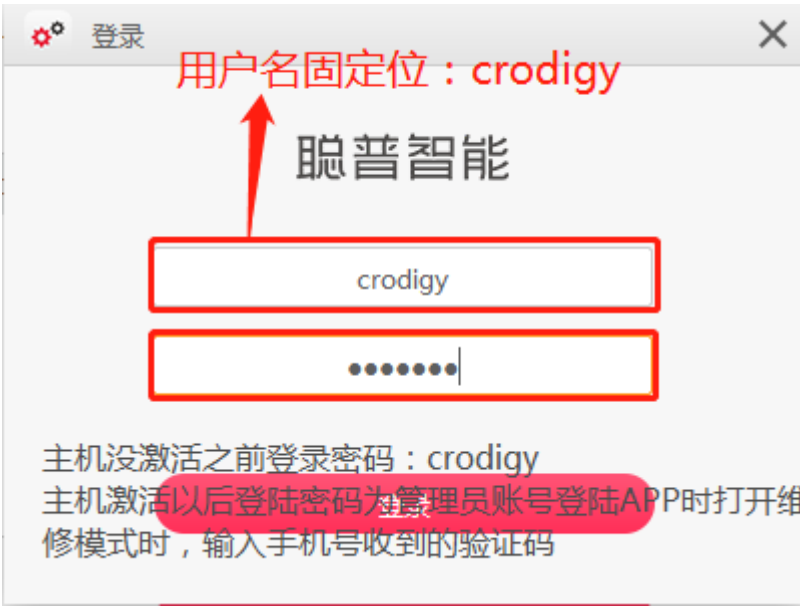 登录
用户名固定位：crodigy
聪普智能
crodigy
•••••••
主机没激活之前登录密码：crodigy
登录
主机激活以后登陆密码为管理员账号登陆APP时打开维
修模式时，输入手机号收到的验证码